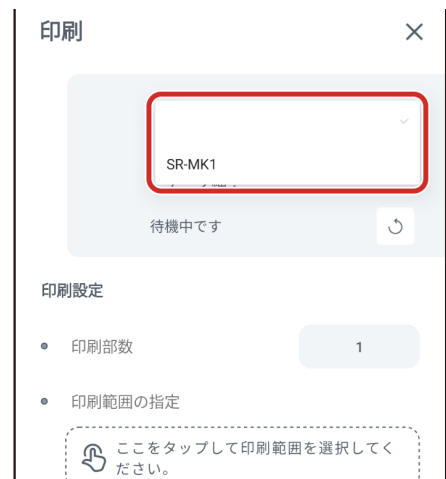 印刷
SR-MK1
待機中です
印刷設定
印刷部数
1
印刷範囲の指定
ここをタップして印刷範囲を選択してく
ださい。